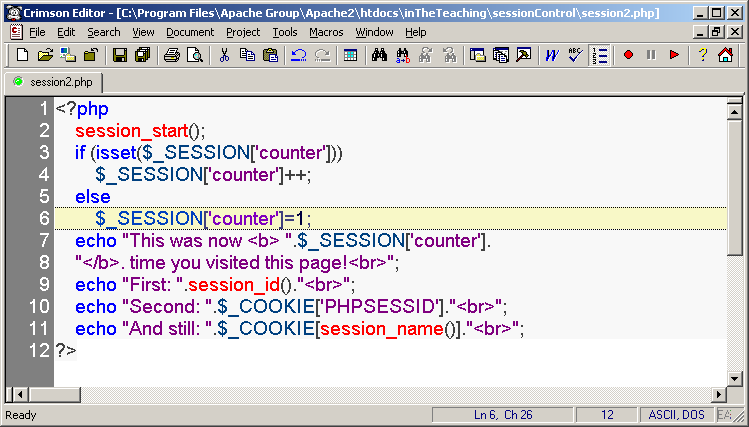 Crimson Editor - [C:\Program Files\Apache Group\Apache2\htdocs\inTheTeaching\sessionControl\session2.php]
File Edit Search View Document Project Tools Macros Window Help
W ABC 1 2 3 ?
session2.php
1 <?php
2 session_start();
3 if (isset($_SESSION['counter']))
4 $_SESSION['counter']++;
5 else
6 $_SESSION['counter']=1;
7 echo "This was now <b> ".$_SESSION['counter'].
8 "</b>. time you visited this page!<br>";
9 echo "First: ".session_id()."<br>";
10 echo "Second: ".$_COOKIE['PHPSESSID']."<br>";
11 echo "And still: ".$_COOKIE[session_name()]."<br>";
12 ?>
Ready Ln 6, Ch 26 12 ASCII, DOS